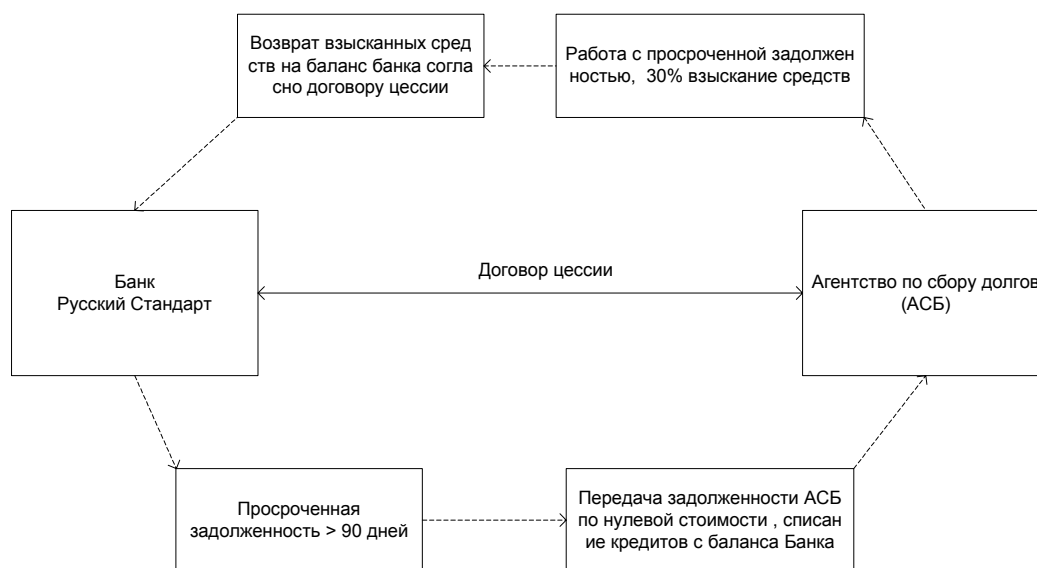 Возврат взысканных сред
ств на баланс банка согла
сно договору цессии
Работа с просроченной задолжен
ностью, 30% взыскание средств
Банк
Русский Стандарт
Договор цессии
Агентство по сбору долгов
(АСБ)
Просроченная
задолженность > 90 дней
Передача задолженности АСБ
по нулевой стоимости , списан
ие кредитов с баланса Банка